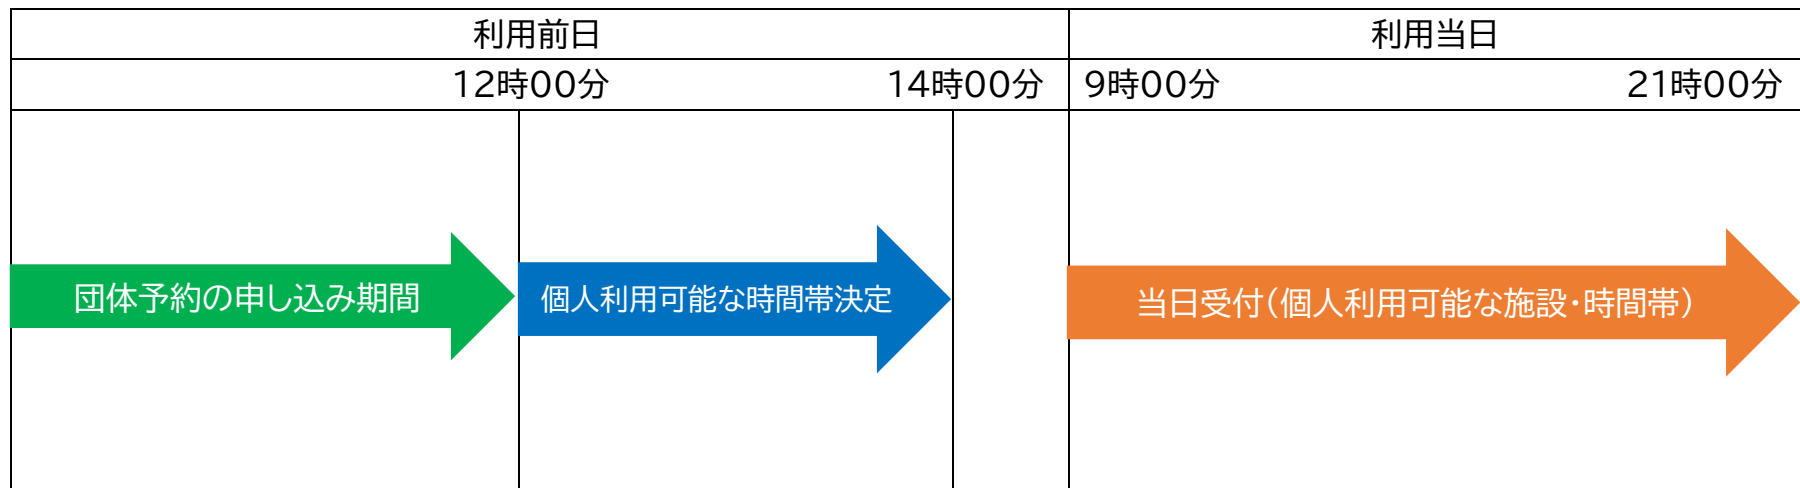 利用前日
利用当日
12時00分
14時00分
9時00分
21時00分
団体予約の申し込み期間
個人利用可能な時間帯決定
当日受付(個人利用可能な施設・時間帯)